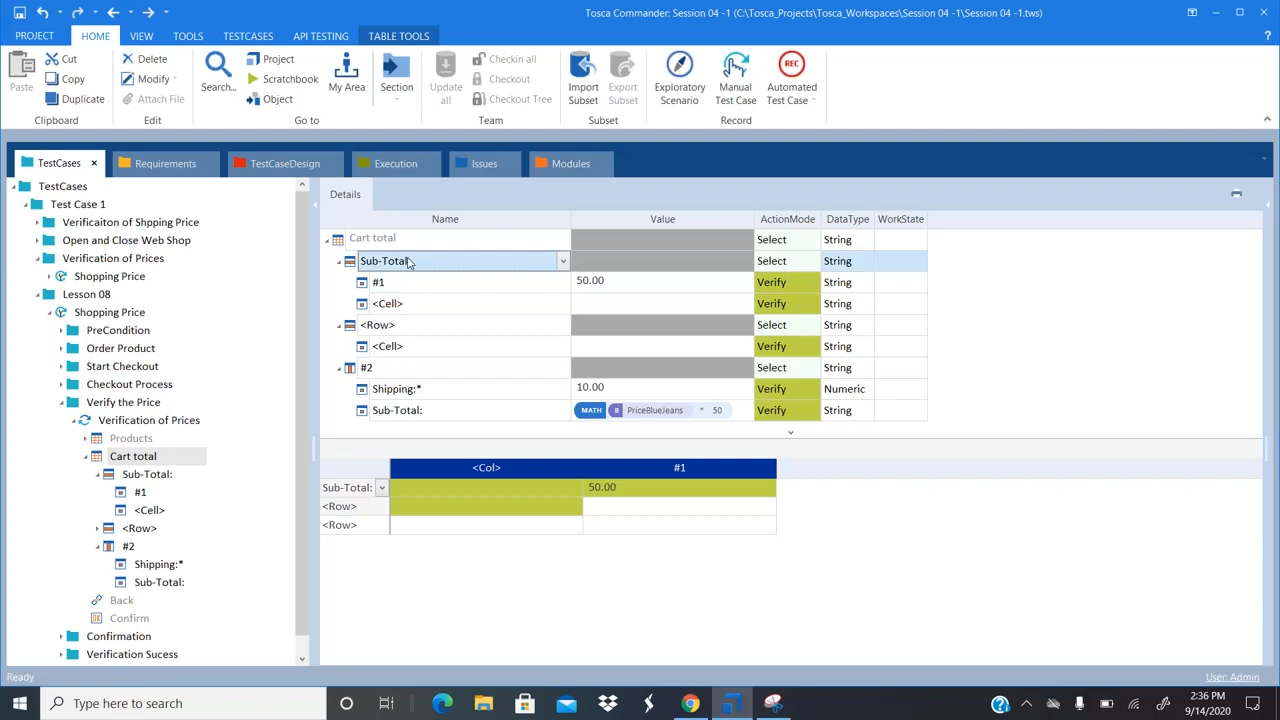 Tosca Commander: Session 04 -1 (C:\Tosca_Projects\Tosca_Workspaces\Session 04 -1\Session 04 -1.tws)
PROJECT HOME VIEW TOOLS TESTCASES API TESTING TABLE TOOLS ?
Paste Cut Copy Duplicate
Delete Modify Attach File
Search... Project Scratchbook Object My Area Section
Update all Checkin all Checkout Checkout Tree
Import Subset Export Subset
Exploratory Scenario REC Manual Test Case Automated Test Case
Clipboard Edit Go to Team Subset Record
TestCases × Requirements TestCaseDesign Execution Issues Modules
TestCases
Test Case 1
Verificaiton of Shpping Price
Open and Close Web Shop
Verification of Prices
Shopping Price
Lesson 08
Shopping Price
PreCondition
Order Product
Start Checkout
Checkout Process
Verify the Price
Verification of Prices
Products
Cart total
Sub-Total:
#1
<Cell>
<Row>
#2
Shipping:*
Sub-Total:
Back
OK Confirm
Confirmation
Verification Sucess
Details
Name Value ActionMode DataType WorkState
Cart total Select String
Sub-Total: Select String
#1 50.00 Verify String
<Cell> Verify String
<Row> Select String
<Cell> Verify String
#2 Select String
Shipping:* 10.00 Verify Numeric
Sub-Total: MATH B PriceBlueJeans * 50 Verify String
<Col> #1
Sub-Total: 50.00
<Row>
<Row>
Ready User: Admin
Type here to search
2:36 PM
9/14/2020